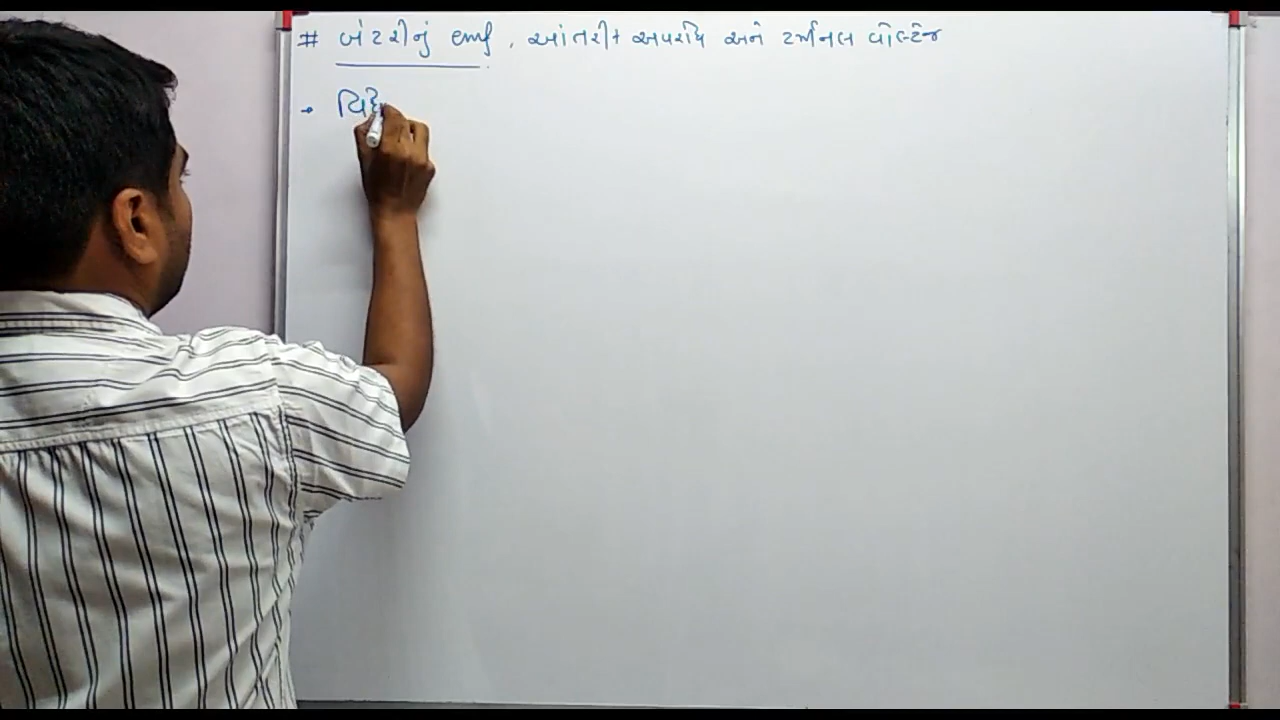 # બેટરીનું emf, આંતરીક અવરોધ અને ટર્મિનલ વોલ્ટેજ